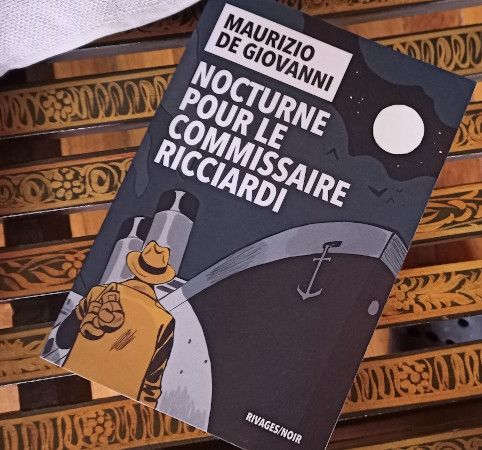 MAURIZIO
DE GIOVANNI
NOCTURNE
POUR LE
COMMISSAIRE
RICCIARDI
RIVAGES/NOIR